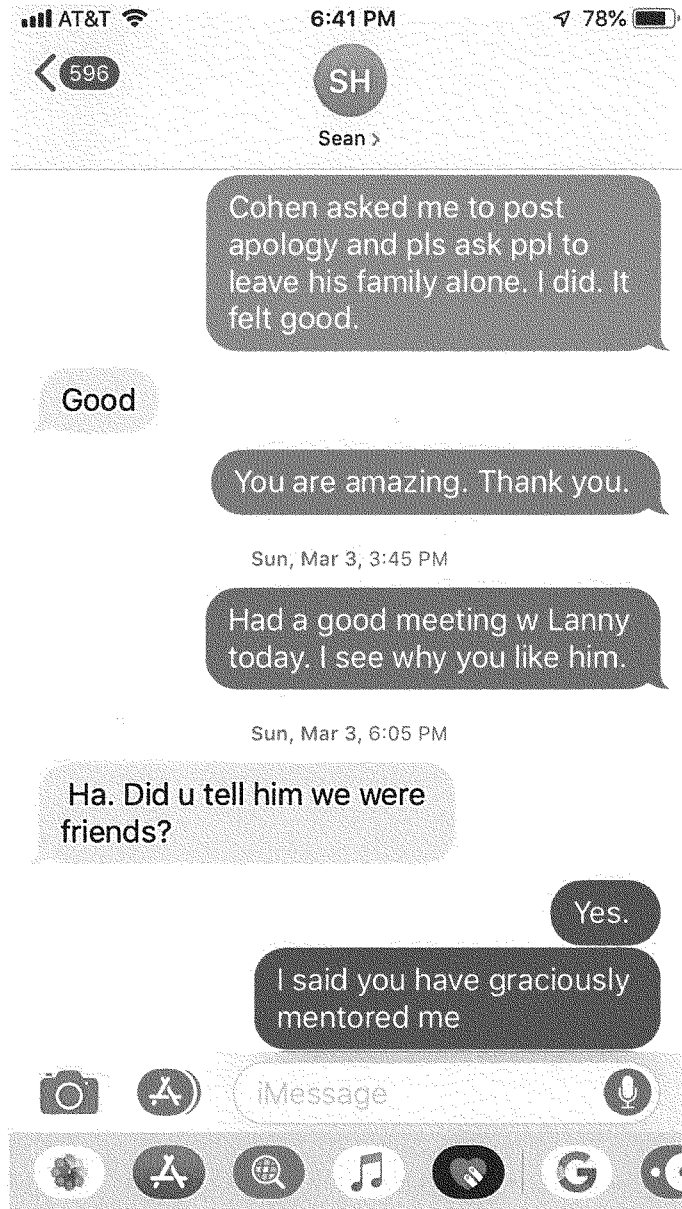 AT&T 6:41 PM 78%
596
SH
Sean >
Cohen asked me to post
apology and pls ask ppl to
leave his family alone. I did. It
felt good.
Good
You are amazing. Thank you.
Sun, Mar 3, 3:45 PM
Had a good meeting w Lanny
today. I see why you like him.
Sun, Mar 3, 6:05 PM
Ha. Did u tell him we were
friends?
Yes.
I said you have graciously
mentored me
iMessage
G